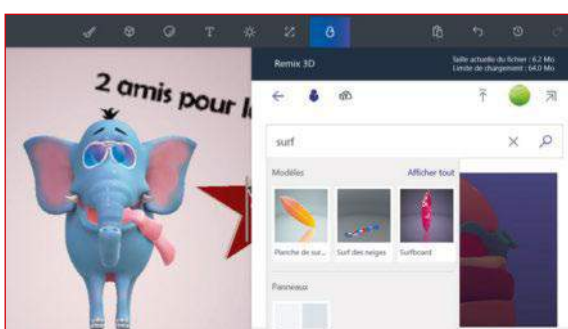 T
Remix 3D
Taille actuelle du fichier : 6.2 Mo
Limite de chargement : 64.0 Mo
2 amis pour
surf
Modèles
Afficher tout
Planche de sur...
Surf des neiges
Surfboard
Panneaux